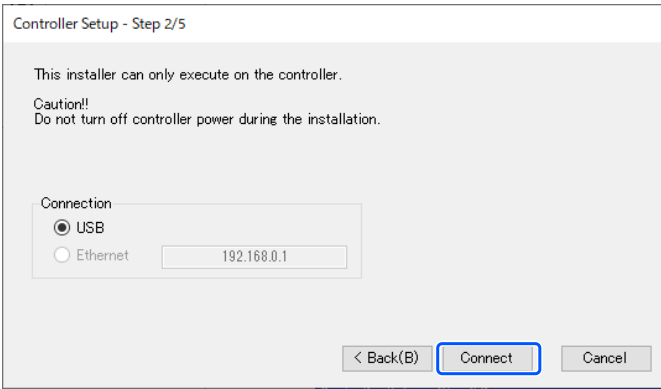 Controller Setup - Step 2/5
This installer can only execute on the controller.
Caution!!
Do not turn off controller power during the installation.
Connection
USB
Ethernet 192.168.0.1
< Back(B) Connect Cancel